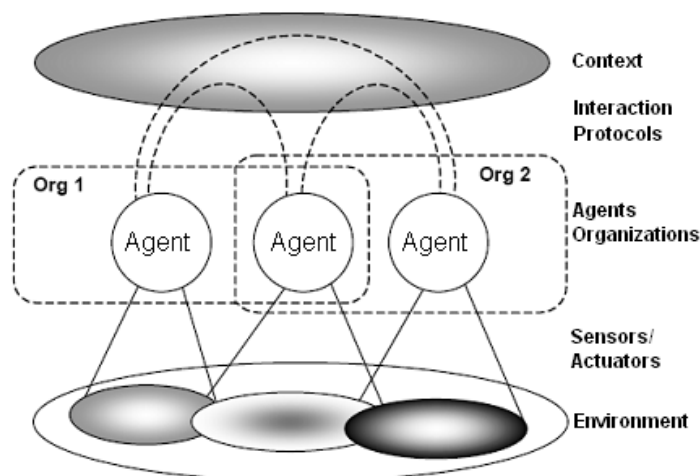 Context
Interaction
Protocols
Org 1
Org 2
Agent
Agent
Agent
Agents
Organizations
Sensors/
Actuators
Environment